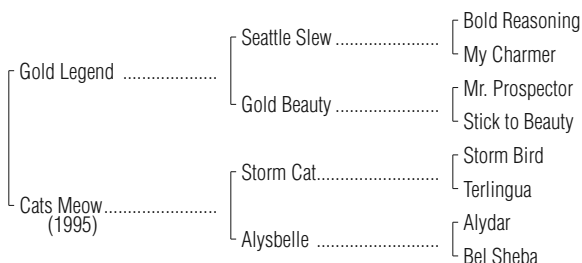 Bold Reasoning
Seattle Slew ....................
My Charmer
Gold Legend ..................
Mr. Prospector
Gold Beauty ....................
Stick to Beauty
Storm Bird
Storm Cat........................
Terlingua
Cats Meow......................
(1995)
Alydar
Alysbelle ........................
Bel Sheba